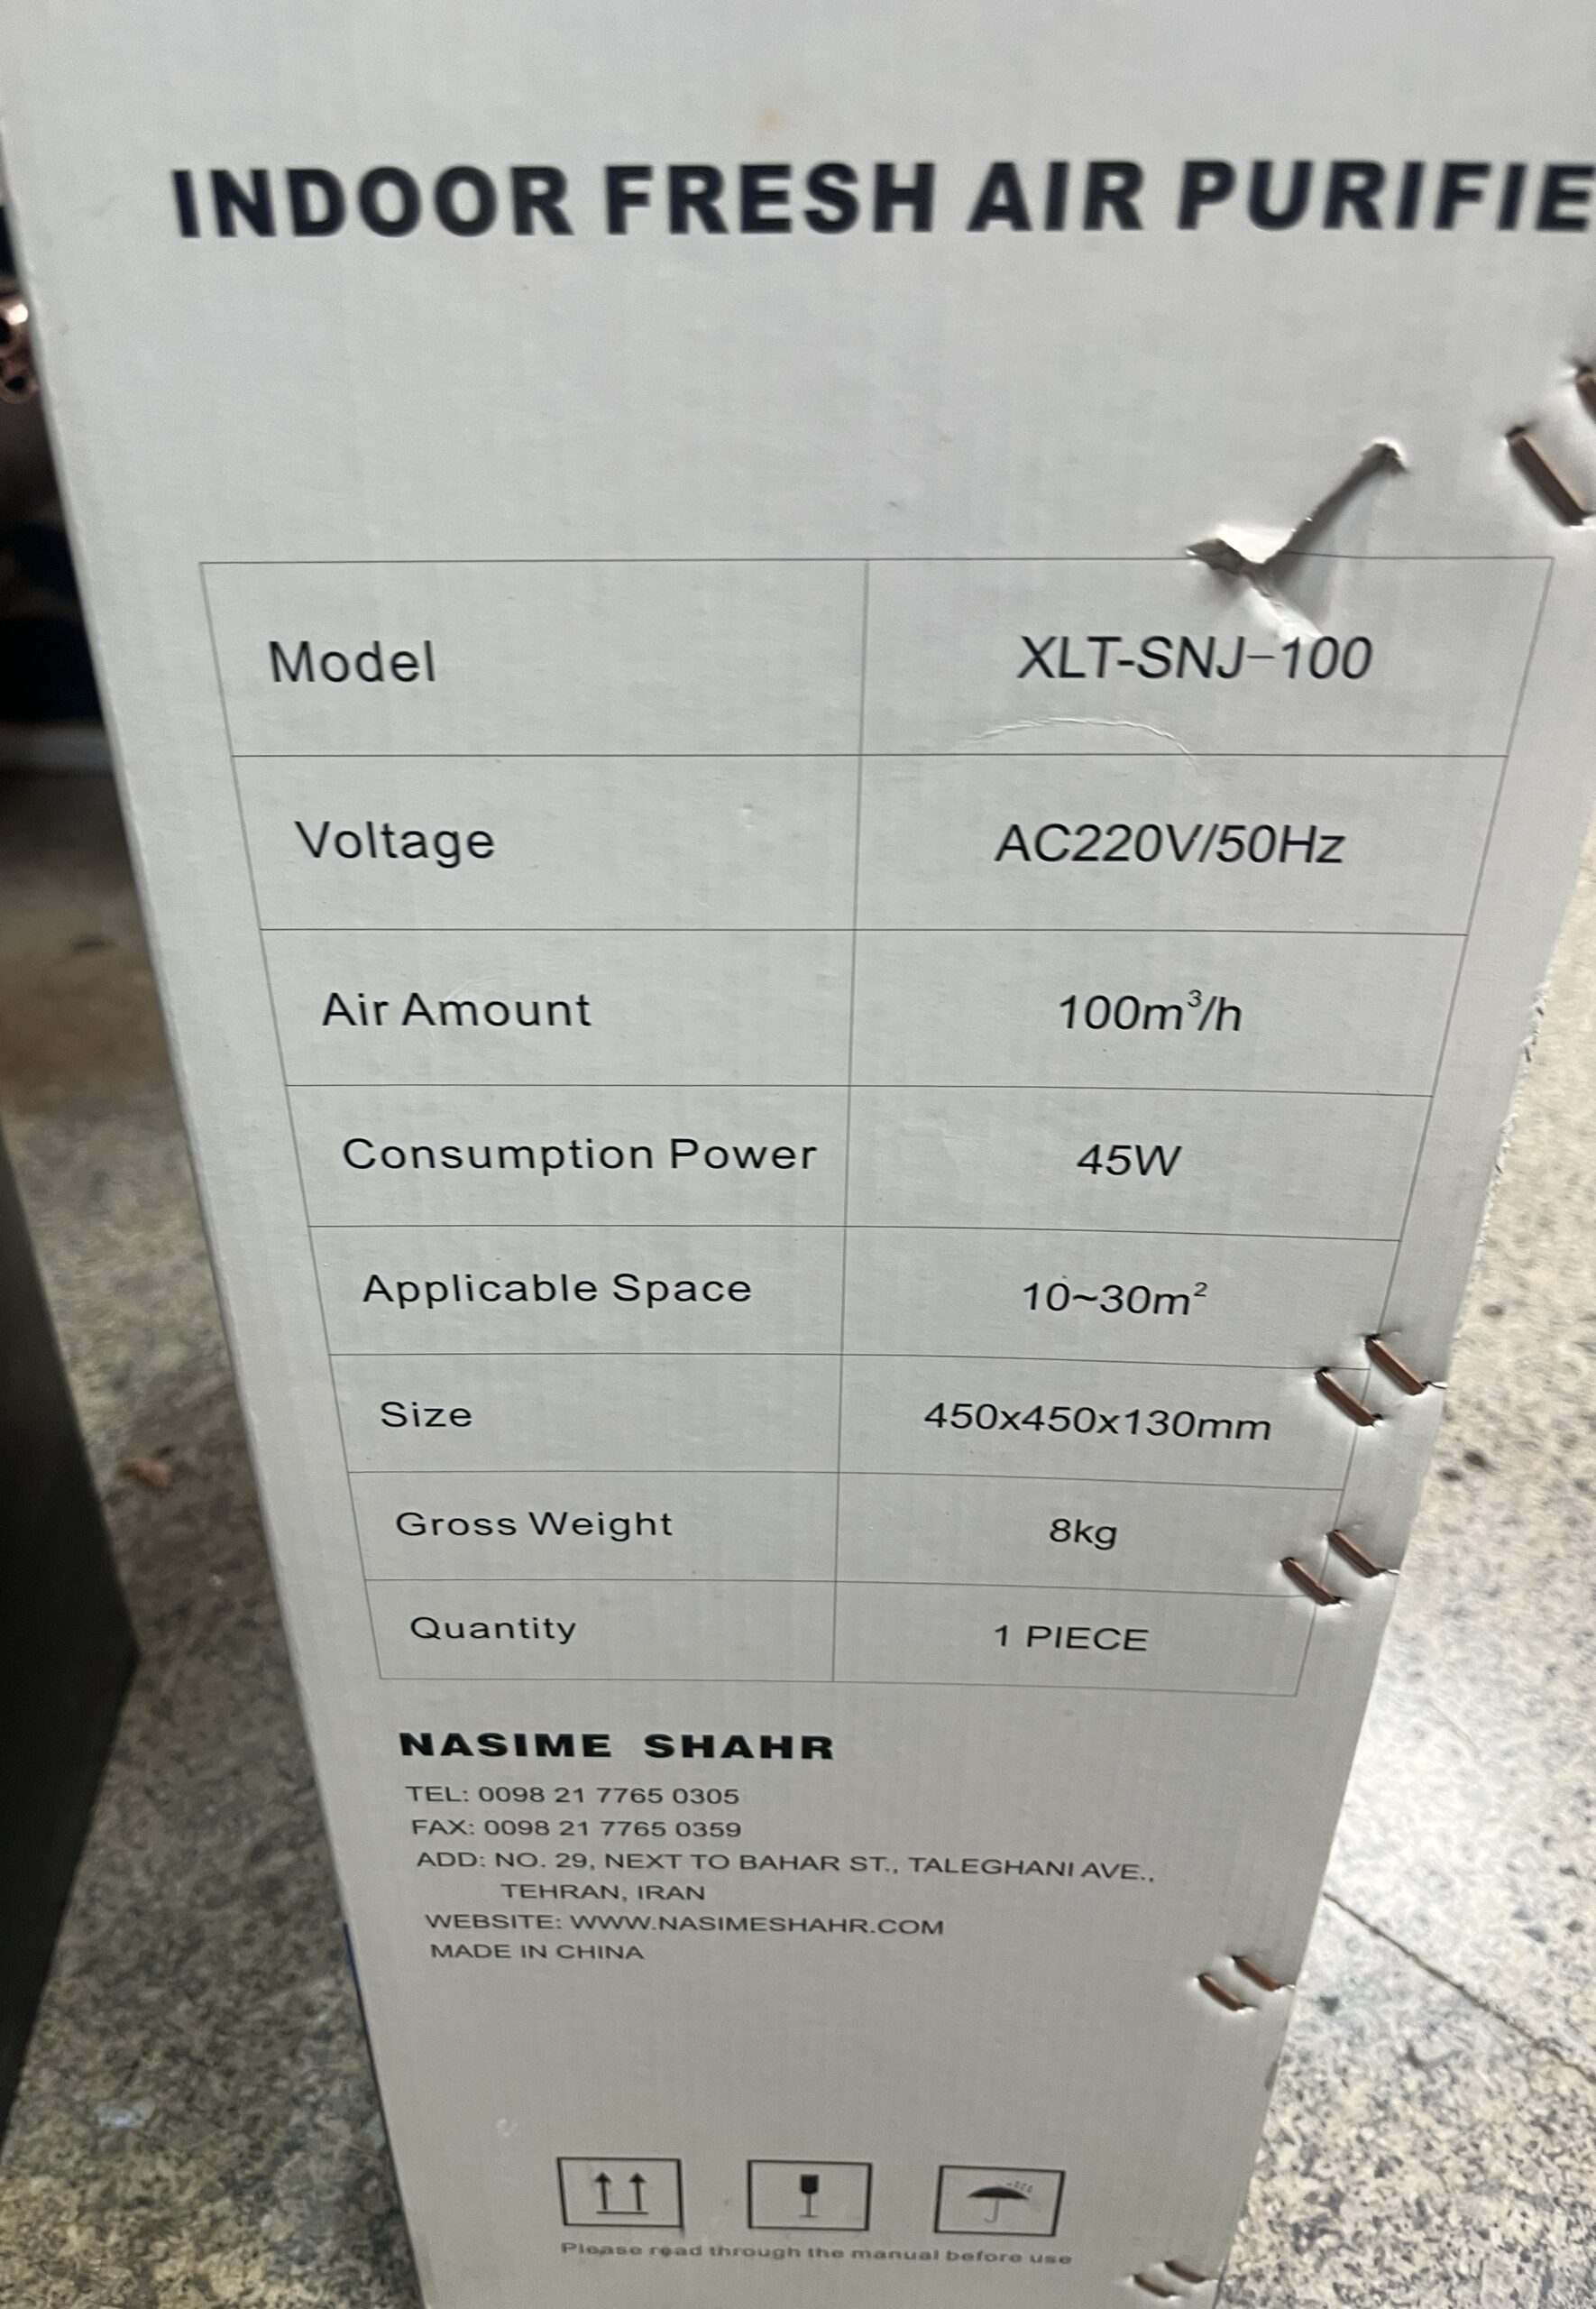 INDOOR FRESH AIR PURIFIE
Model XLT-SNJ-100
Voltage AC220V/50Hz
Air Amount 100m³/h
Consumption Power 45W
Applicable Space 10~30m²
Size 450x450x130mm
Gross Weight 8kg
Quantity 1 PIECE
NASIME SHAHR
TEL: 0098 21 7765 0305
FAX: 0098 21 7765 0359
ADD: NO. 29, NEXT TO BAHAR ST., TALEGHANI AVE.,
TEHRAN, IRAN
WEBSITE: WWW.NASIMESHAHR.COM
MADE IN CHINA
Please read through the manual before use